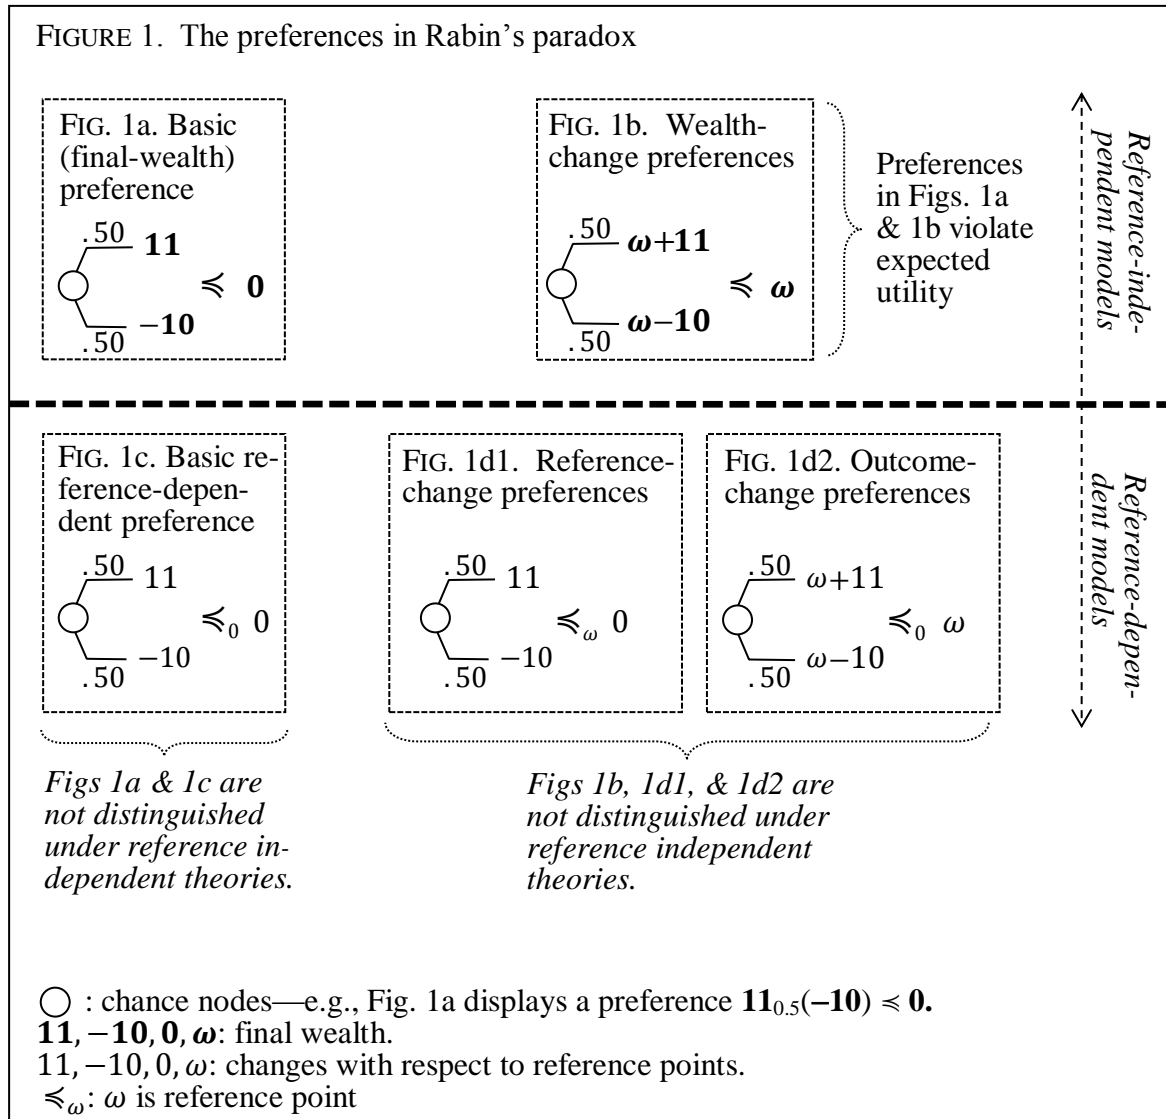 FIGURE 1. The preferences in Rabin's paradox
FIG. 1a. Basic
(final-wealth)
preference
.50
11
≼ 0
−10
.50
FIG. 1b. Wealth-
change preferences
.50
ω+11
≼ ω
ω−10
.50
Preferences
in Figs. 1a
& 1b violate
expected
utility
Reference-inde-
pendent models
FIG. 1c. Basic re-
ference-depen-
dent preference
.50
11
≼₀ 0
−10
.50
FIG. 1d1. Reference-
change preferences
.50
11
≼ω 0
−10
.50
FIG. 1d2. Outcome-
change preferences
.50
ω+11
≼₀ ω
ω−10
.50
Reference-depen-
dent models
Figs 1a & 1c are
not distinguished
under reference in-
dependent theories.
Figs 1b, 1d1, & 1d2 are
not distinguished under
reference independent
theories.
: chance nodes—e.g., Fig. 1a displays a preference 11₀.₅(−10) ≼ 0.
11, −10, 0, ω: final wealth.
11, −10, 0, ω: changes with respect to reference points.
≼ω: ω is reference point